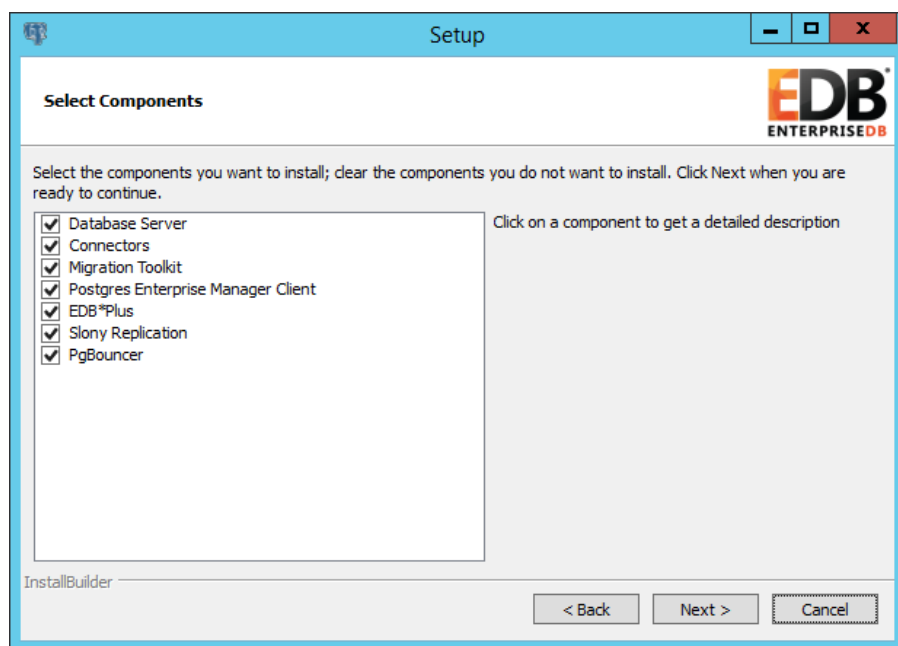 Setup
Select Components
EDB
ENTERPRISEDB
Select the components you want to install; clear the components you do not want to install. Click Next when you are
ready to continue.
Database Server
Connectors
Migration Toolkit
Postgres Enterprise Manager Client
EDB*Plus
Slony Replication
PgBouncer
Click on a component to get a detailed description
InstallBuilder
< Back
Next >
Cancel